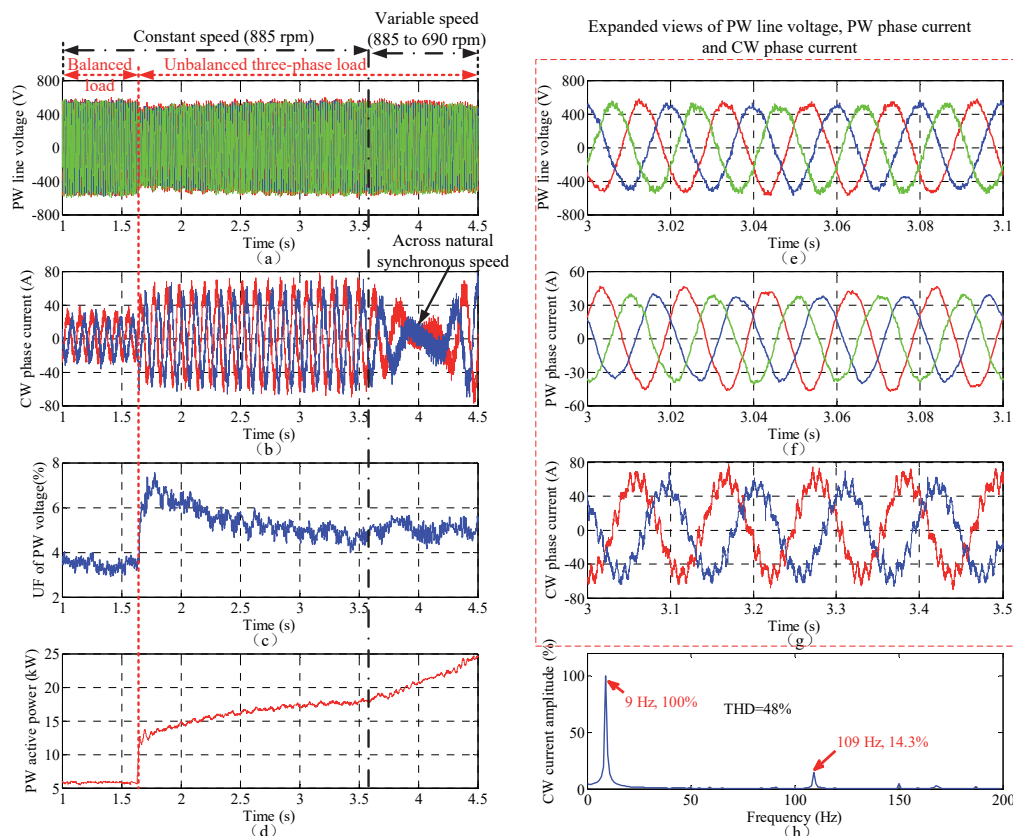 Constant speed (885 rpm)
Variable speed
(885 to 690 rpm)
Balanced
load
Unbalanced three-phase load
PW line voltage (V)
800
400
0
-400
-800
1 1.5 2 2.5 3 3.5 4 4.5
Time (s)
(a)
Across natural
synchronous speed
CW phase current (A)
80
40
0
-40
-80
1 1.5 2 2.5 3 3.5 4 4.5
Time (s)
(b)
UF of PW voltage(%)
8
6
4
2
1 1.5 2 2.5 3 3.5 4 4.5
Time (s)
(c)
PW active power (kW)
25
20
15
10
5
1 1.5 2 2.5 3 3.5 4 4.5
Time (s)
(d)
Expanded views of PW line voltage, PW phase current
and CW phase current
PW line voltage (V)
800
400
0
-400
-800
3 3.02 3.04 3.06 3.08 3.1
Time (s)
(e)
PW phase current (A)
60
30
0
-30
-60
3 3.02 3.04 3.06 3.08 3.1
Time (s)
(f)
CW phase current (A)
80
40
0
-40
-80
3 3.1 3.2 3.3 3.4 3.5
Time (s)
(g)
CW current amplitude (%)
100
50
0
9 Hz, 100%
THD=48%
109 Hz, 14.3%
0 50 100 150 200
Frequency (Hz)
(h)